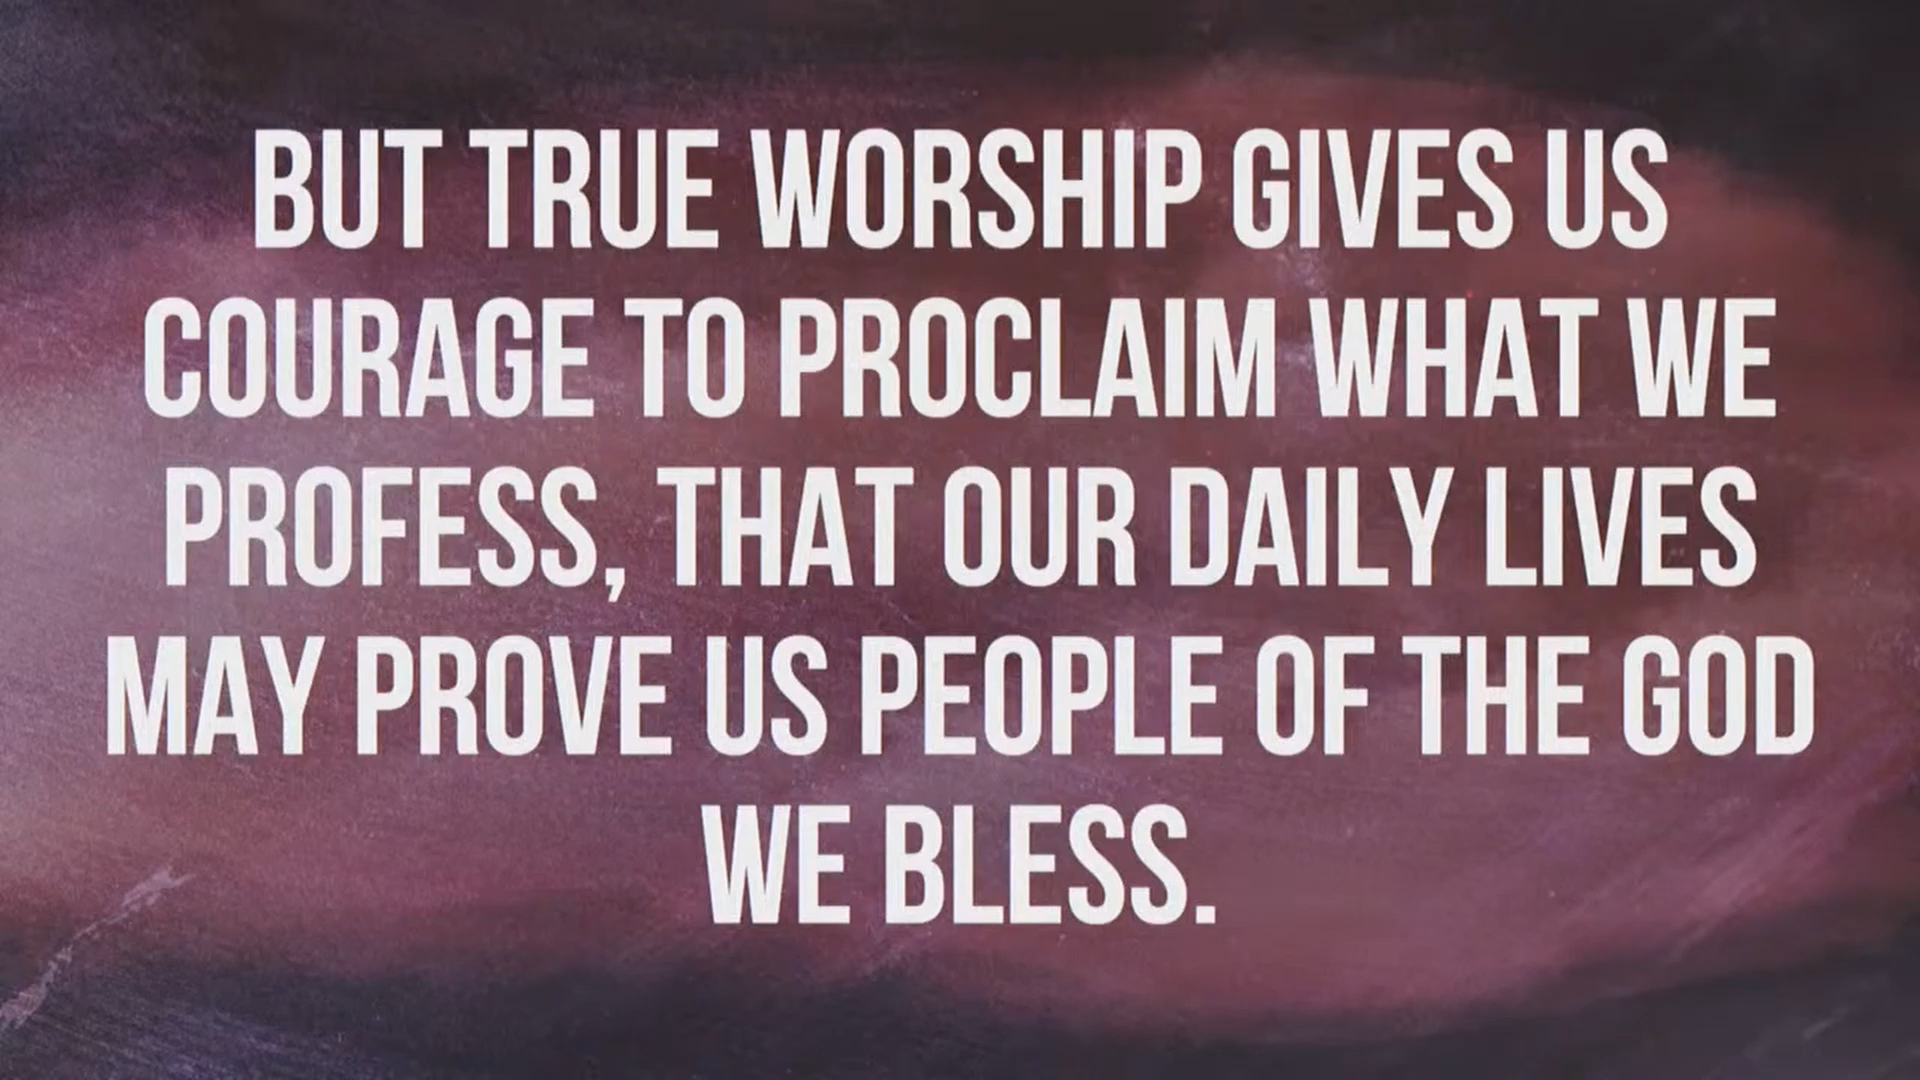 BUT TRUE WORSHIP GIVES US
COURAGE TO PROCLAIM WHAT WE
PROFESS, THAT OUR DAILY LIVES
MAY PROVE US PEOPLE OF THE GOD
WE BLESS.